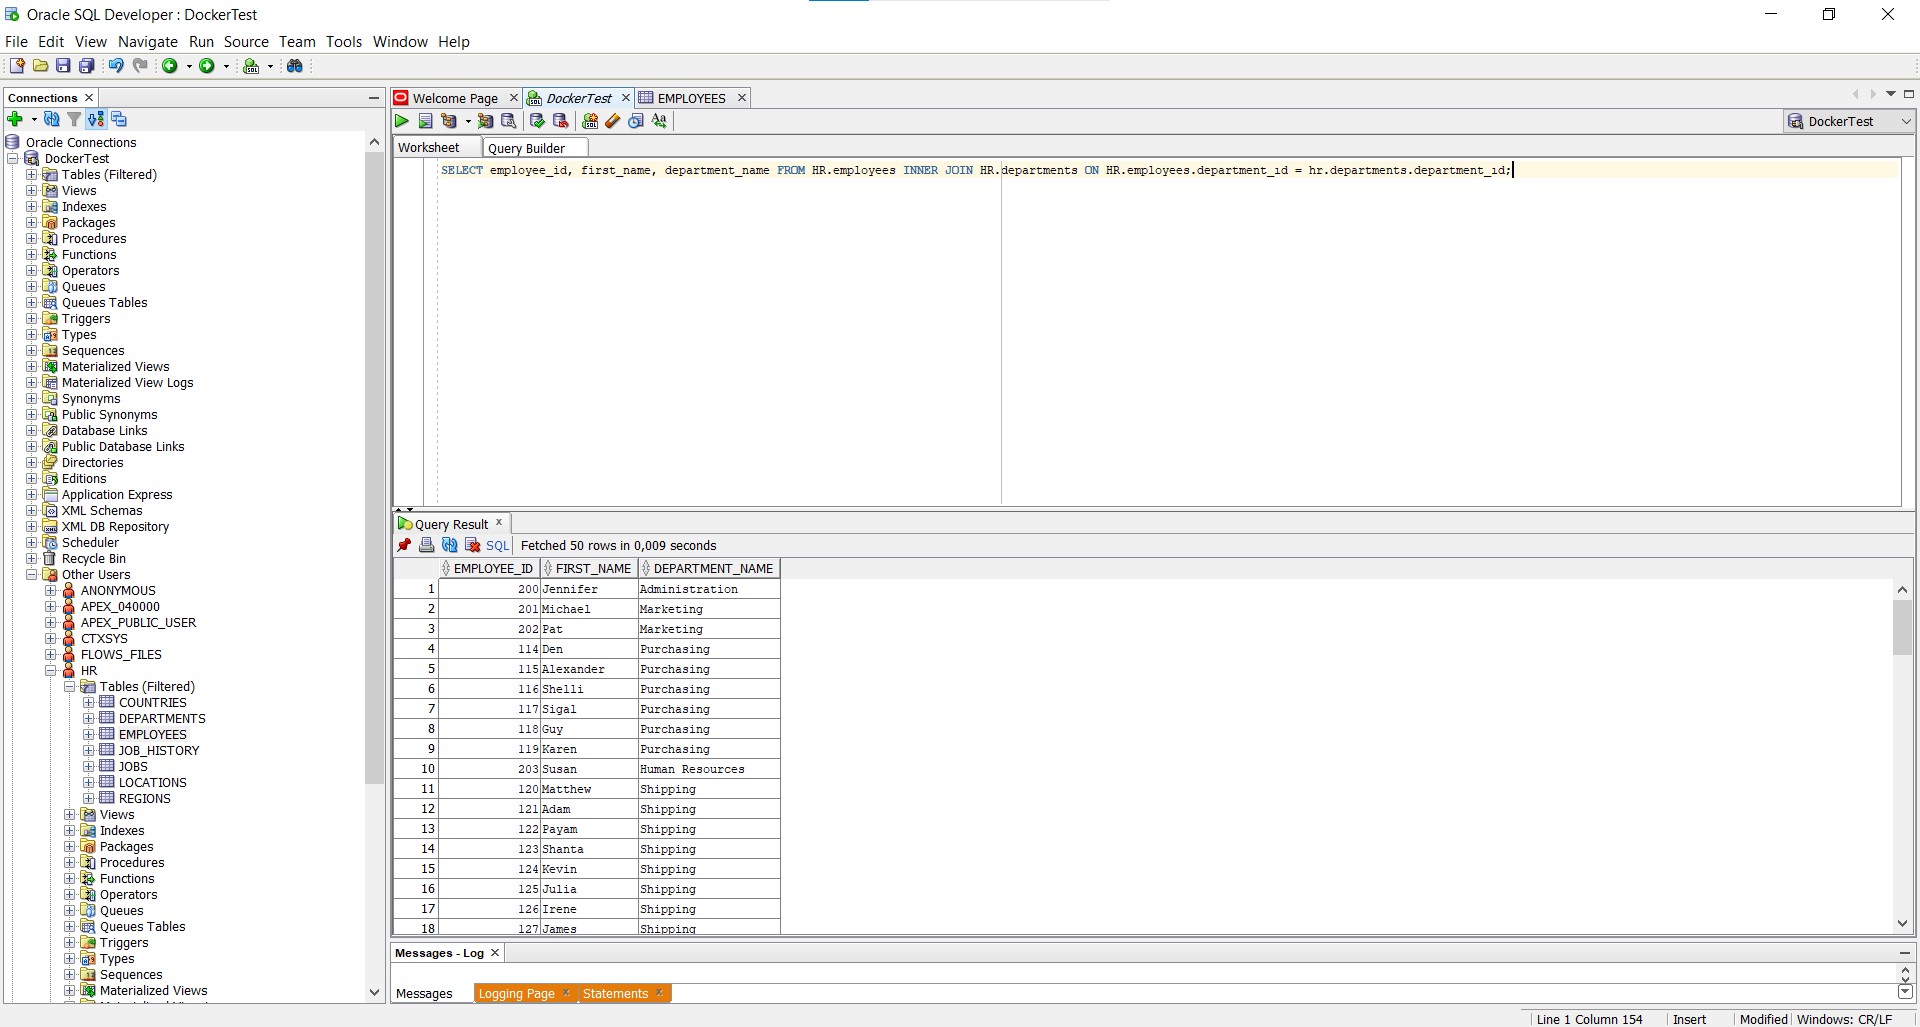 Oracle SQL Developer : DockerTest
File Edit View Navigate Run Source Team Tools Window Help
Connections
Oracle Connections
DockerTest
Tables (Filtered)
Views
Indexes
Packages
Procedures
Functions
Operators
Queues
Queues Tables
Triggers
Types
Sequences
Materialized Views
Materialized View Logs
Synonyms
Public Synonyms
Database Links
Public Database Links
Directories
Editions
Application Express
XML Schemas
XML DB Repository
Scheduler
Recycle Bin
Other Users
ANONYMOUS
APEX_040000
APEX_PUBLIC_USER
CTXSYS
FLOWS_FILES
HR
Tables (Filtered)
COUNTRIES
DEPARTMENTS
EMPLOYEES
JOB_HISTORY
JOBS
LOCATIONS
REGIONS
Views
Indexes
Packages
Procedures
Functions
Operators
Queues
Queues Tables
Triggers
Types
Sequences
Materialized Views
Welcome Page DockerTest EMPLOYEES
DockerTest
Worksheet Query Builder
SELECT employee_id, first_name, department_name FROM HR.employees INNER JOIN HR.departments ON HR.employees.department_id = hr.departments.department_id;
Query Result
SQL Fetched 50 rows in 0,009 seconds
EMPLOYEE_ID FIRST_NAME DEPARTMENT_NAME
1 200 Jennifer Administration
2 201 Michael Marketing
3 202 Pat Marketing
4 114 Den Purchasing
5 115 Alexander Purchasing
6 116 Shelli Purchasing
7 117 Sigal Purchasing
8 118 Guy Purchasing
9 119 Karen Purchasing
10 203 Susan Human Resources
11 120 Matthew Shipping
12 121 Adam Shipping
13 122 Payam Shipping
14 123 Shanta Shipping
15 124 Kevin Shipping
16 125 Julia Shipping
17 126 Irene Shipping
18 127 James Shipping
Messages - Log
Messages Logging Page Statements
Line 1 Column 154 Insert Modified Windows: CR/LF